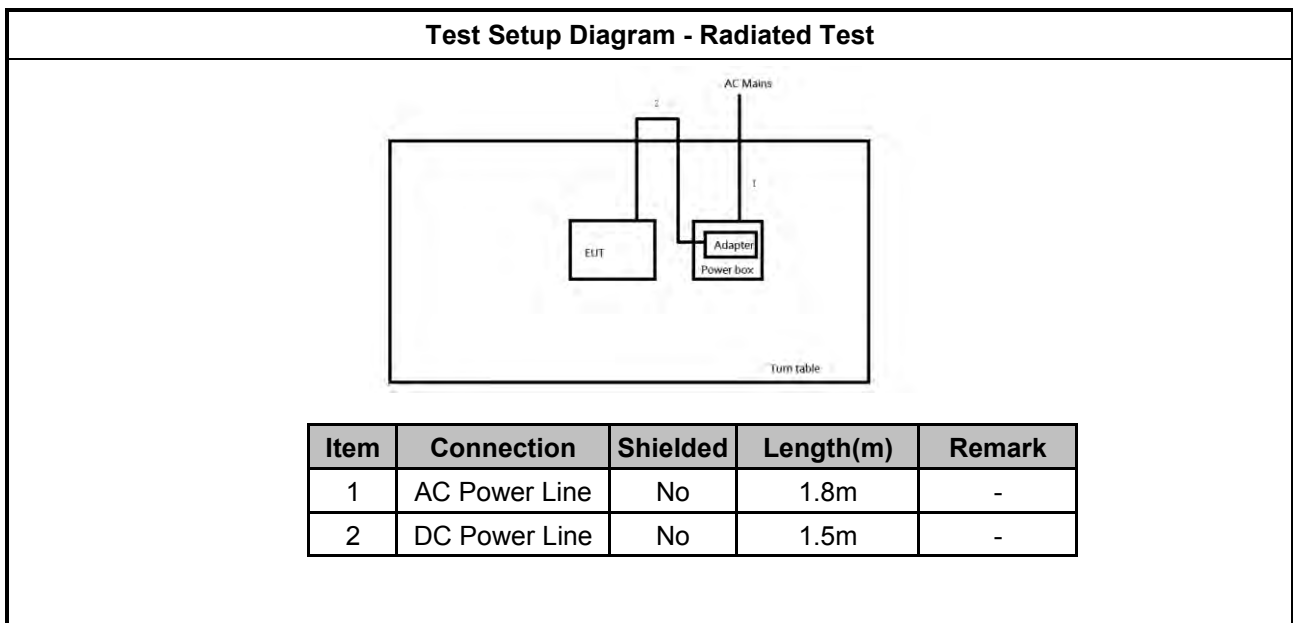 Test Setup Diagram - Radiated Test
AC Mains
2
1
EUT
Adapter
Power box
Turn table
Item Connection Shielded Length(m) Remark
1 AC Power Line No 1.8m -
2 DC Power Line No 1.5m -